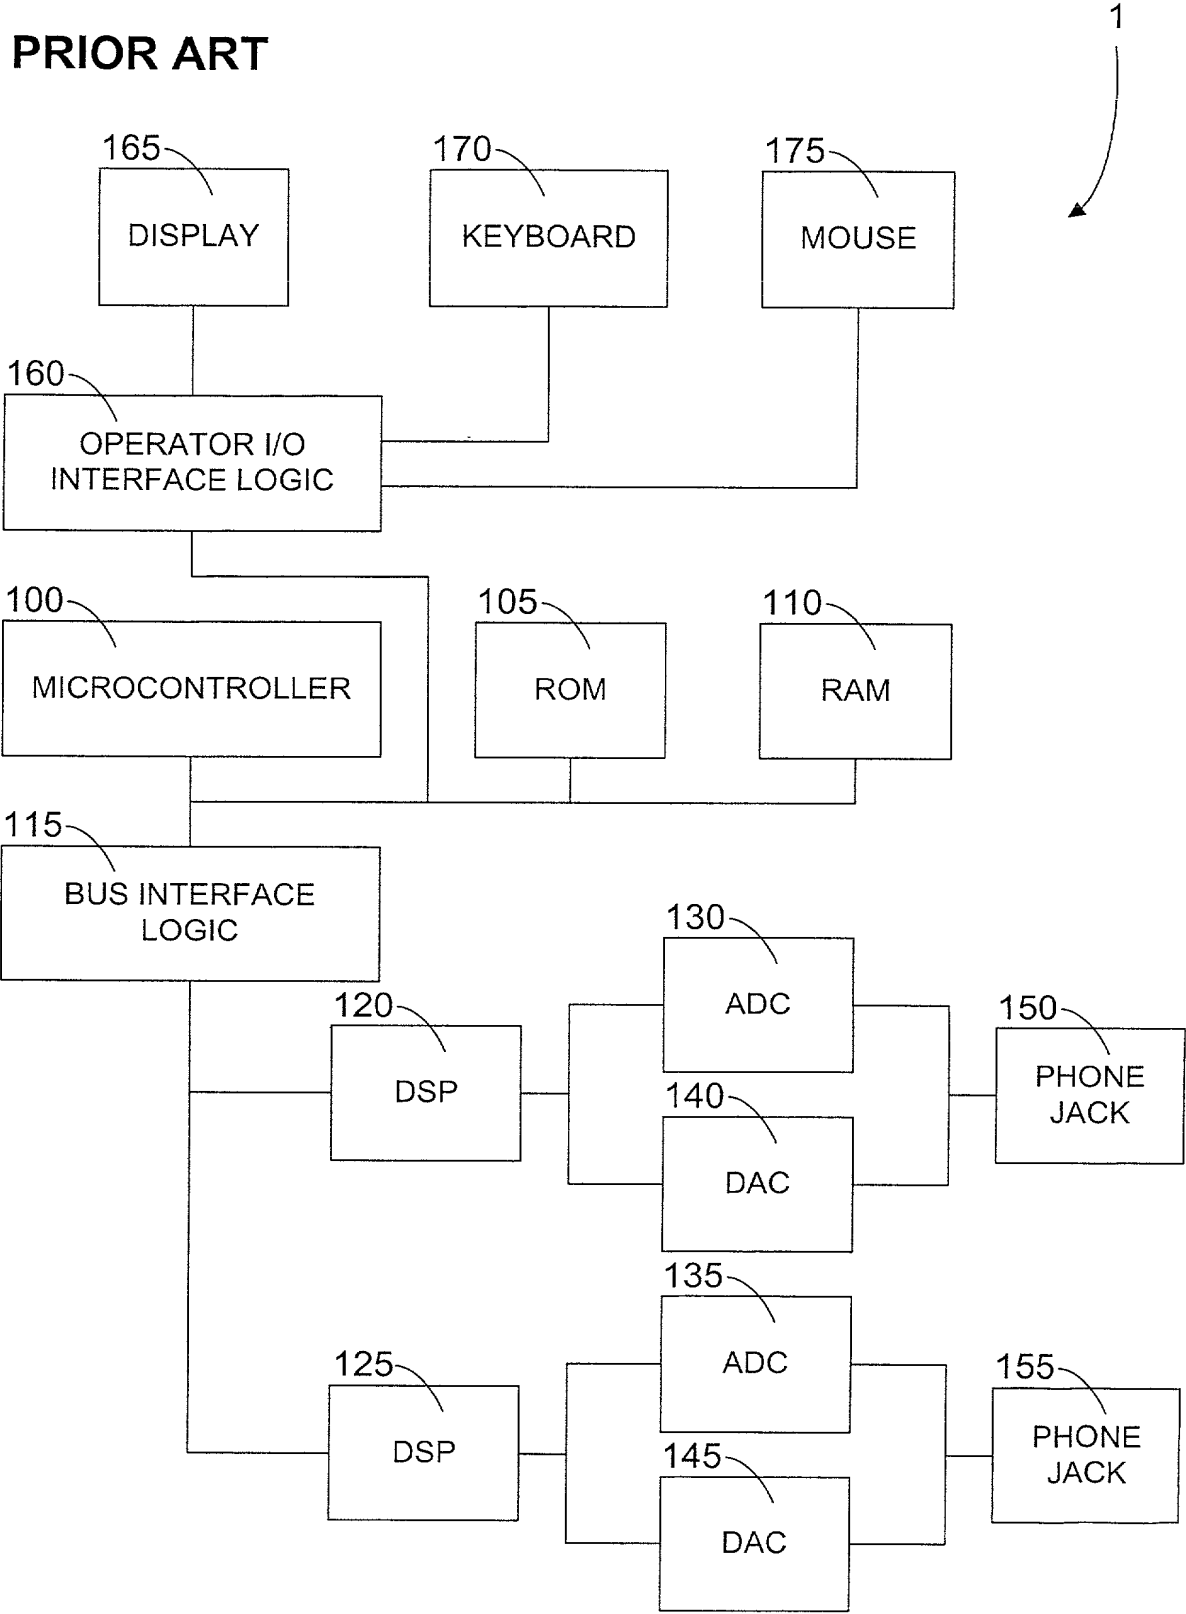 1
PRIOR ART
165
170
175
DISPLAY
KEYBOARD
MOUSE
160
OPERATOR I/O
INTERFACE LOGIC
100
105
110
MICROCONTROLLER
ROM
RAM
115
BUS INTERFACE
LOGIC
130
ADC
120
DSP
150
PHONE
JACK
140
DAC
135
ADC
125
DSP
155
PHONE
JACK
145
DAC